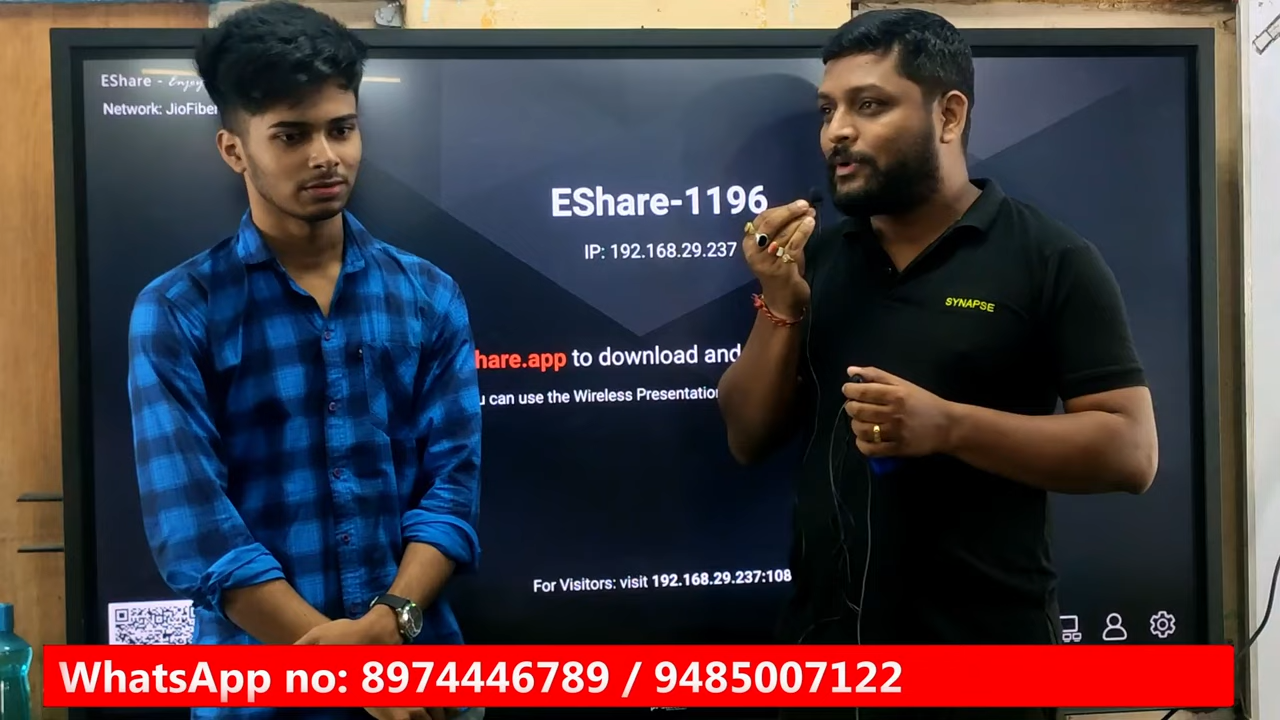 EShare - Enjoy
Network: JioFiber
EShare-1196
IP: 192.168.29.237
SYNAPSE
hare.app to download and
u can use the Wireless Presentation
For Visitors: visit 192.168.29.237:108
WhatsApp no: 8974446789 / 9485007122